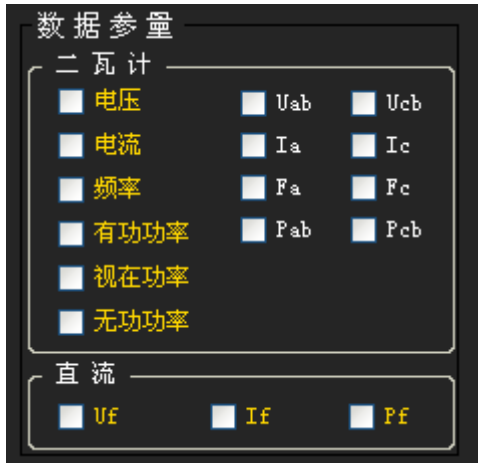 数据参量
二瓦计
电压 Uab Ucb
电流 Ia Ic
频率 Fa Fc
有功功率 Pab Pcb
视在功率
无功功率
直流
Uf If Pf